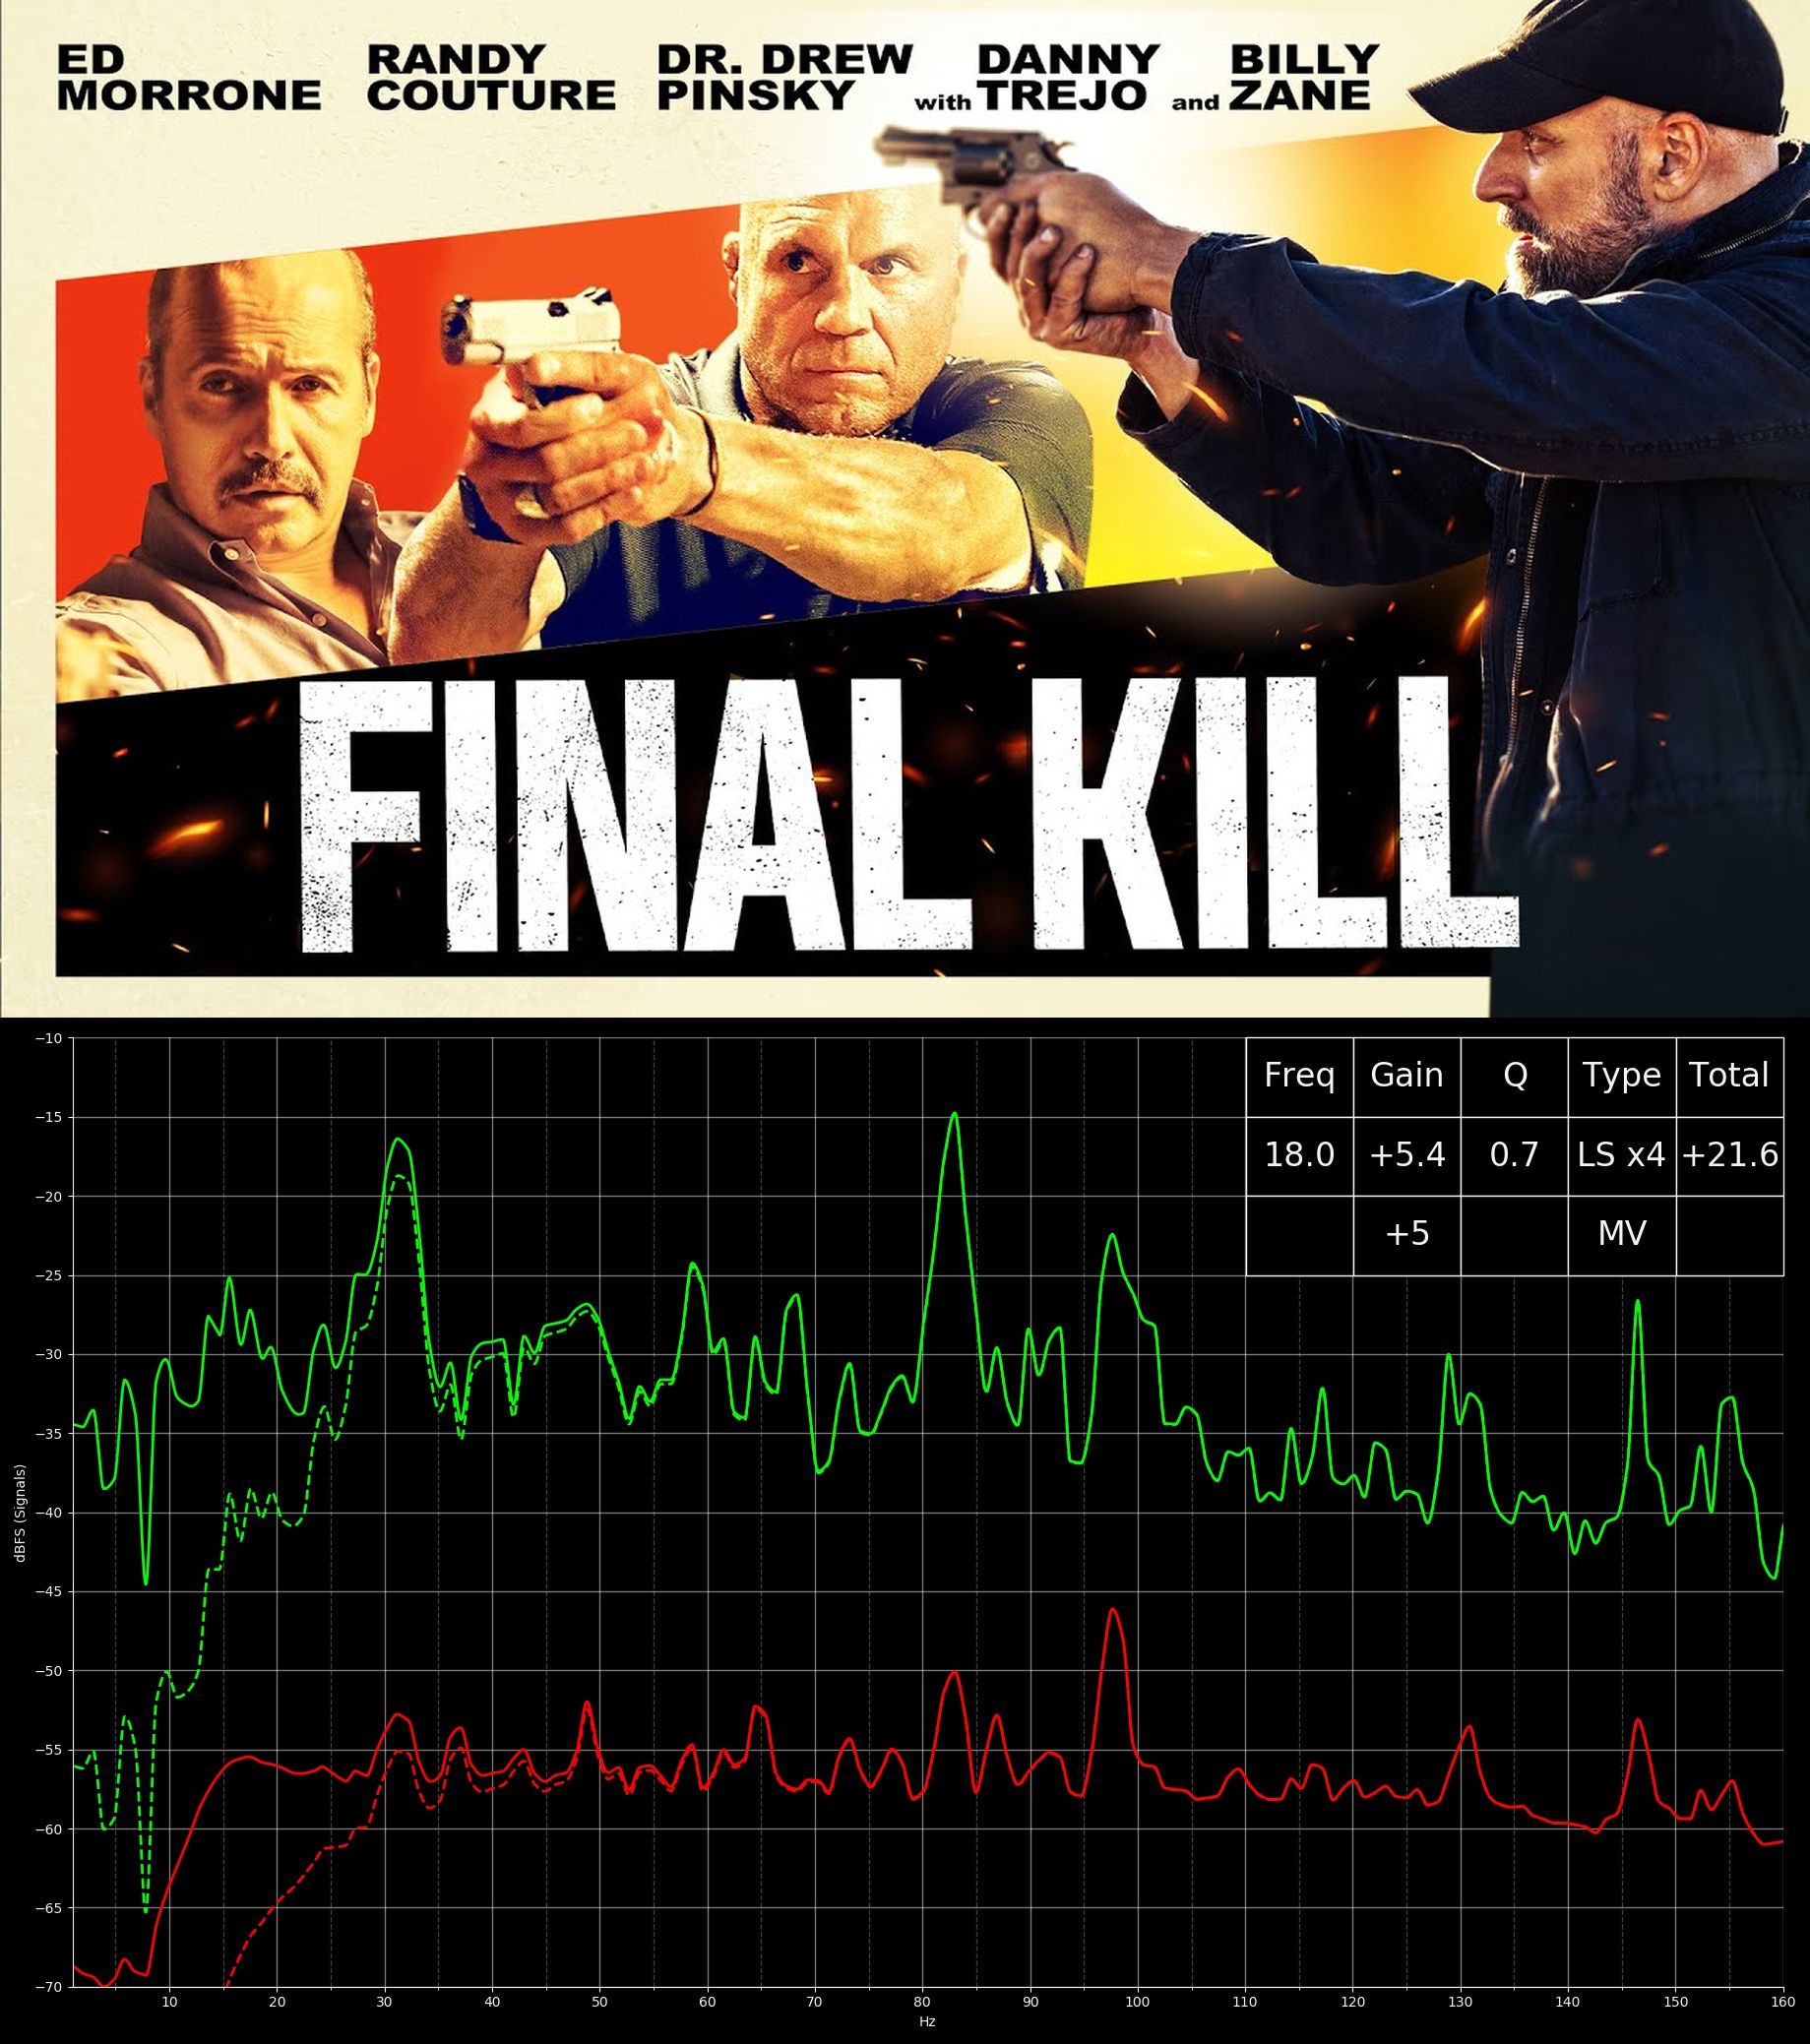 ED RANDY DR. DREW DANNY BILLY
MORRONE COUTURE PINSKY with TREJO and ZANE
FINAL KILL
Freq Gain Q Type Total
18.0 +5.4 0.7 LS x4 +21.6
+5 MV
−10
−15
−20
−25
−30
−35
−40
−45
−50
−55
−60
−65
−70
dBFS (Signals)
10 20 30 40 50 60 70 80 90 100 110 120 130 140 150 160
Hz